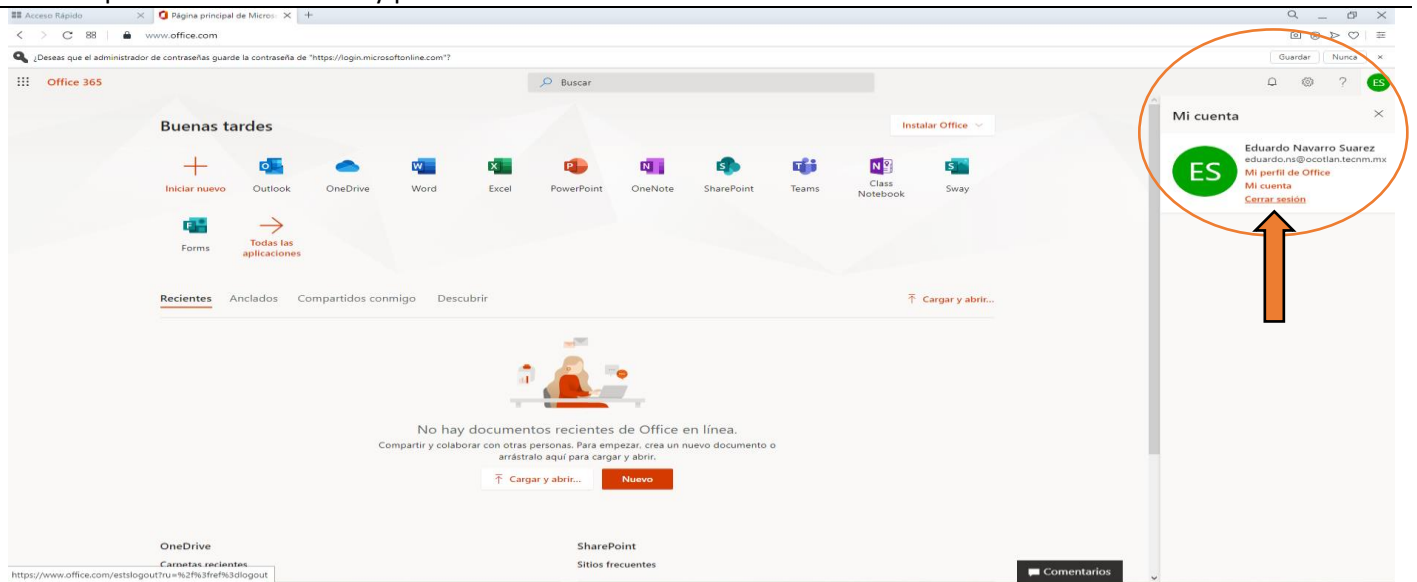 Acceso Rápido
Página principal de Micros
www.office.com
¿Deseas que el administrador de contraseñas guarde la contraseña de "https://login.microsoftonline.com"?
Guardar
Nunca
Office 365
Buscar
ES
Buenas tardes
Instalar Office
Mi cuenta
ES
Eduardo Navarro Suarez
eduardo.ns@ocotlan.tecnm.mx
Mi perfil de Office
Mi cuenta
Cerrar sesión
Iniciar nuevo
Outlook
OneDrive
Word
Excel
PowerPoint
OneNote
SharePoint
Teams
Class
Notebook
Sway
Forms
Todas las
aplicaciones
Recientes
Anclados
Compartidos conmigo
Descubrir
Cargar y abrir...
No hay documentos recientes de Office en línea.
Compartir y colaborar con otras personas. Para empezar, crea un nuevo documento o
arrástralo aquí para cargar y abrir.
Cargar y abrir...
Nuevo
OneDrive
SharePoint
Carpetas recientes
Sitios frecuentes
Comentarios
https://www.office.com/estslogout?ru=%2f%3fref%3dlogout